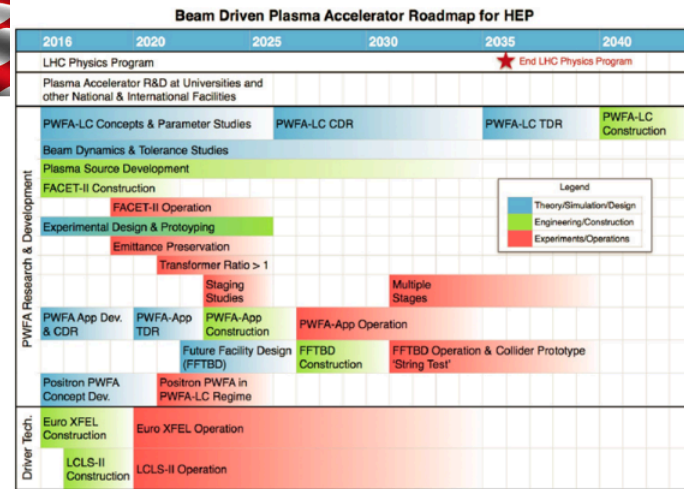 Beam Driven Plasma Accelerator Roadmap for HEP
2016 2020 2025 2030 2035 2040
LHC Physics Program
End LHC Physics Program
Plasma Accelerator R&D at Universities and
other National & International Facilities
PWFA Research & Development
PWFA-LC Concepts & Parameter Studies
PWFA-LC CDR
PWFA-LC TDR
PWFA-LC
Construction
Beam Dynamics & Tolerance Studies
Plasma Source Development
FACET-II Construction
FACET-II Operation
Experimental Design & Protoyping
Emittance Preservation
Transformer Ratio > 1
Staging
Studies
Multiple
Stages
PWFA App Dev.
& CDR
PWFA-App
TDR
PWFA-App
Construction
PWFA-App Operation
Future Facility Design
(FFTBD)
FFTBD
Construction
FFTBD Operation & Collider Prototype
'String Test'
Positron PWFA
Concept Dev.
Positron PWFA in
PWFA-LC Regime
Legend
Theory/Simulation/Design
Engineering/Construction
Experiments/Operations
Driver Tech.
Euro XFEL
Construction
Euro XFEL Operation
LCLS-II
Construction
LCLS-II Operation